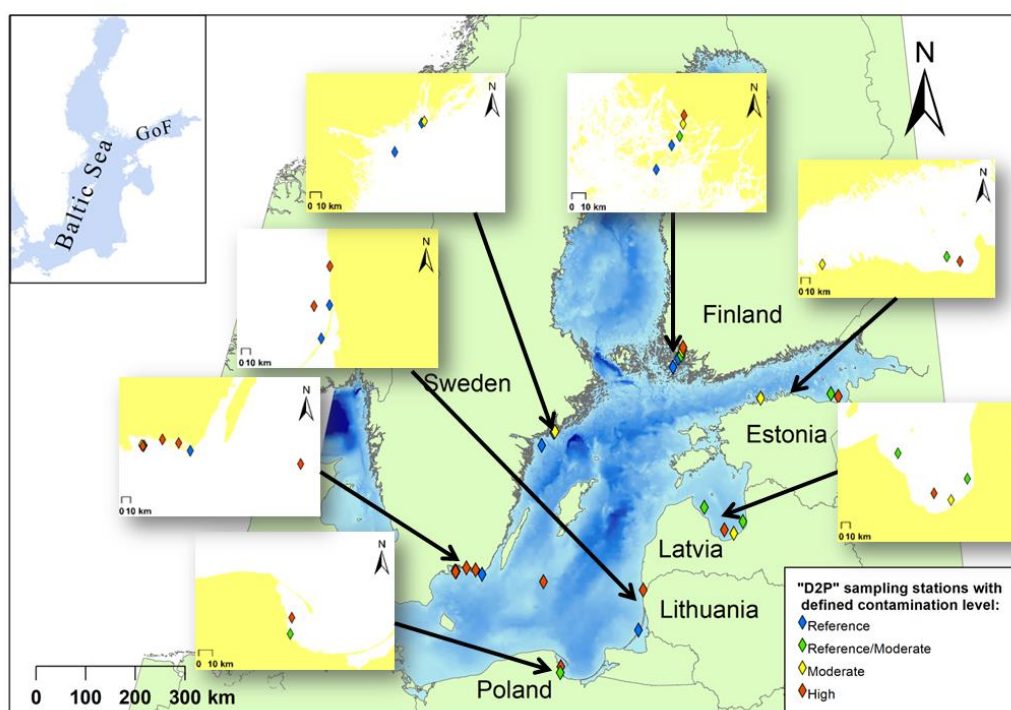 GoF
Baltic Sea
N
0 10 km
N
0 10 km
N
N
0 10 km
N
0 10 km
Finland
Sweden
N
0 10 km
Estonia
N
0 10 km
Latvia
N
0 10 km
Lithuania
Poland
0 100 200 300 km
"D2P" sampling stations with
defined contamination level:
Reference
Reference/Moderate
Moderate
High